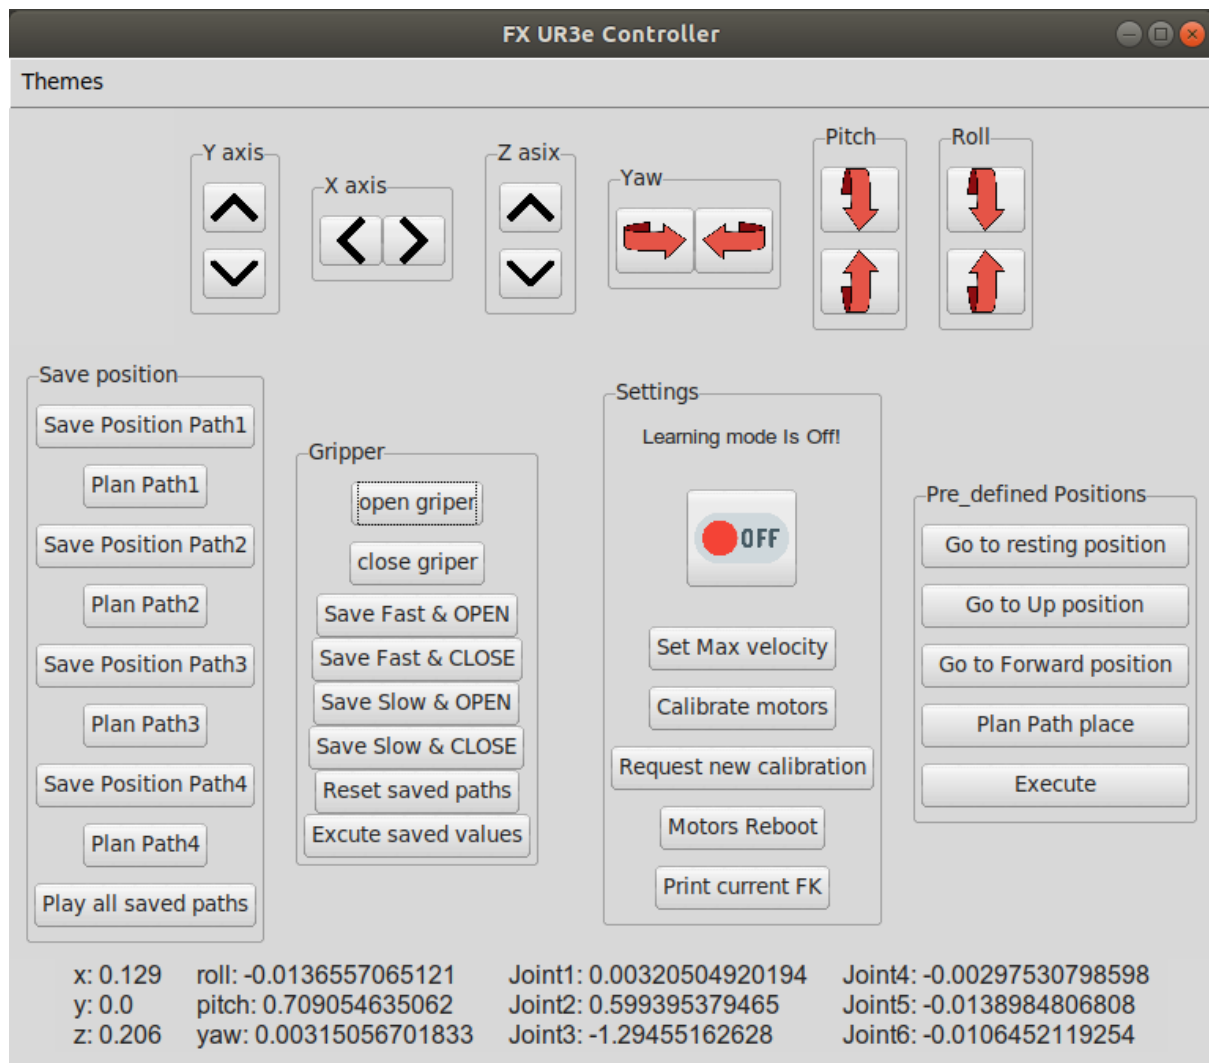 FX UR3e Controller
Themes
Y axis
X axis
Z asix
Yaw
Pitch
Roll
Save position
Save Position Path1
Plan Path1
Save Position Path2
Plan Path2
Save Position Path3
Plan Path3
Save Position Path4
Plan Path4
Play all saved paths
Gripper
open griper
close griper
Save Fast & OPEN
Save Fast & CLOSE
Save Slow & OPEN
Save Slow & CLOSE
Reset saved paths
Excute saved values
Settings
Learning mode Is Off!
OFF
Set Max velocity
Calibrate motors
Request new calibration
Motors Reboot
Print current FK
Pre_defined Positions
Go to resting position
Go to Up position
Go to Forward position
Plan Path place
Execute
x: 0.129 roll: -0.0136557065121 Joint1: 0.00320504920194 Joint4: -0.00297530798598
y: 0.0 pitch: 0.709054635062 Joint2: 0.599395379465 Joint5: -0.0138984806808
z: 0.206 yaw: 0.00315056701833 Joint3: -1.29455162628 Joint6: -0.0106452119254